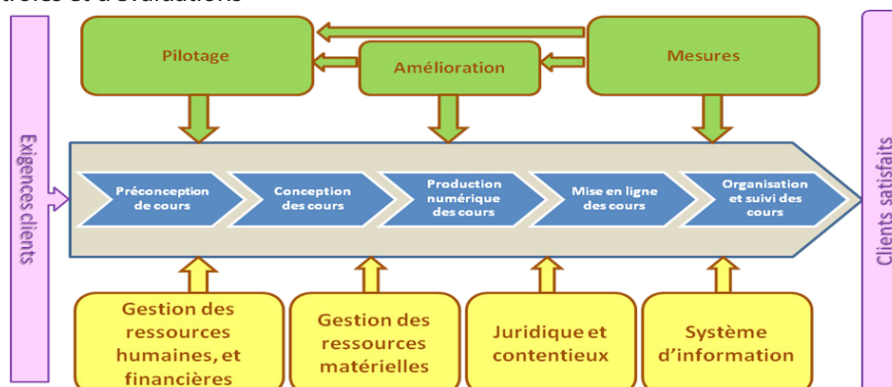 d'évaluations
Exigences clients
Pilotage
Amélioration
Mesures
Préconception
de cours
Conception
des cours
Production
numérique
des cours
Mise en ligne
des cours
Organisation
et suivi des
cours
Gestion des
ressources
humaines, et
financières
Gestion des
ressources
matérielles
Juridique et
contentieux
Système
d'information
Clients satisfaits